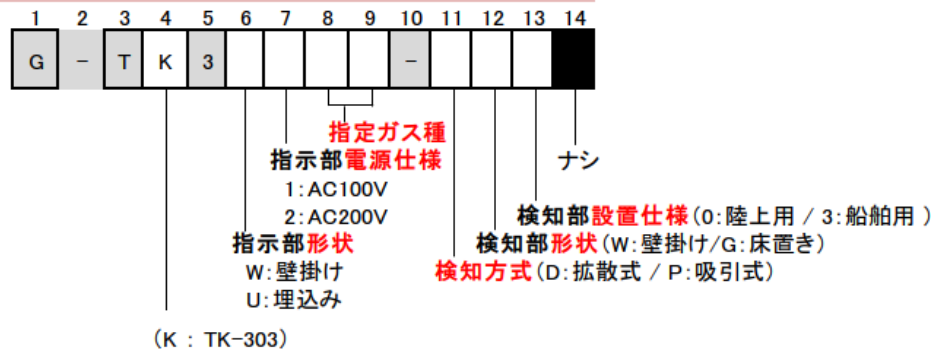 1 2 3 4 5 6 7 8 9 10 11 12 13 14
G - T K 3 -
指定ガス種
指示部電源仕様
ナシ
1:AC100V
2:AC200V
検知部設置仕様(0:陸上用 / 3:船舶用 )
指示部形状
検知部形状(W:壁掛け/G:床置き)
W:壁掛け
検知方式(D:拡散式 / P:吸引式)
U:埋込み
(K : TK-303)